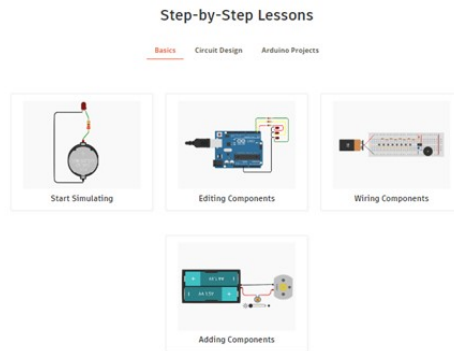 Step-by-Step Lessons
Basics Circuit Design Arduino Projects
Start Simulating Editing Components Wiring Components
Adding Components